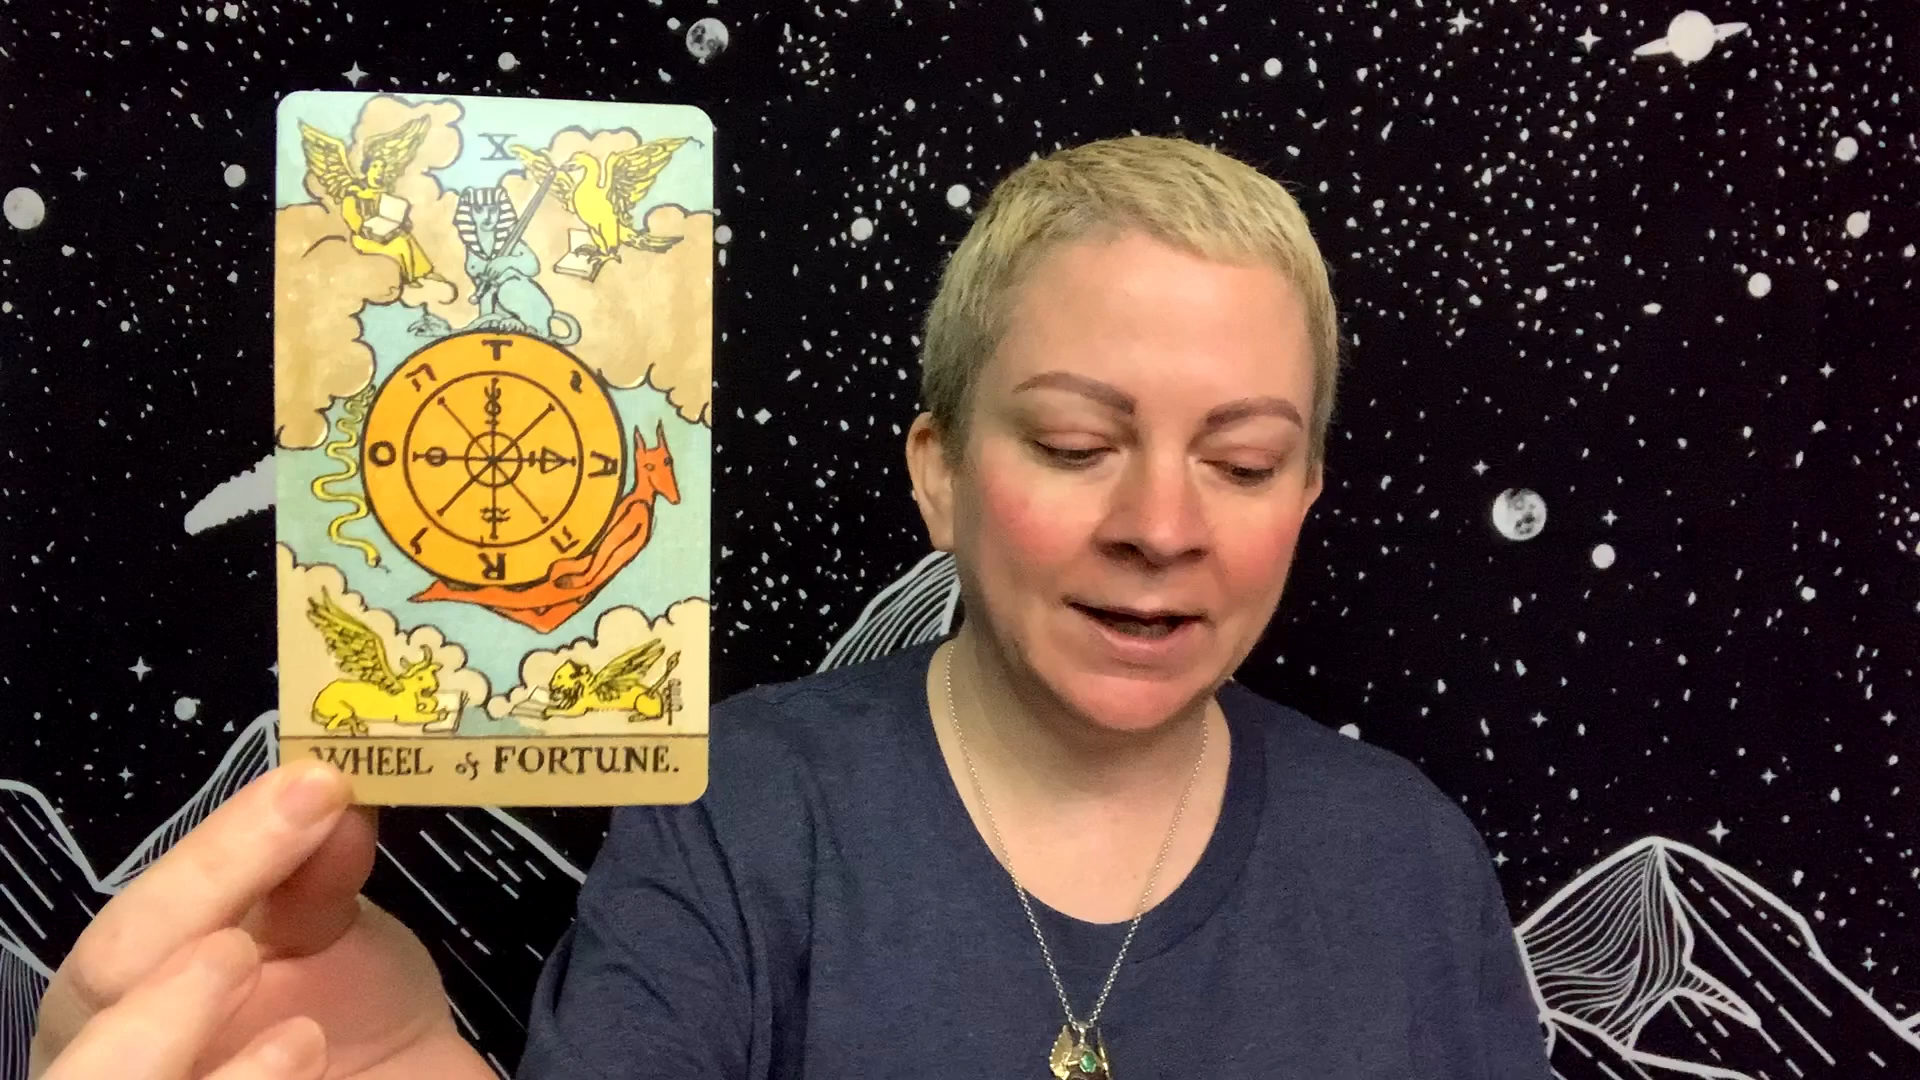 X
T
ה י
O A
ו ה
R
WHEEL of FORTUNE.